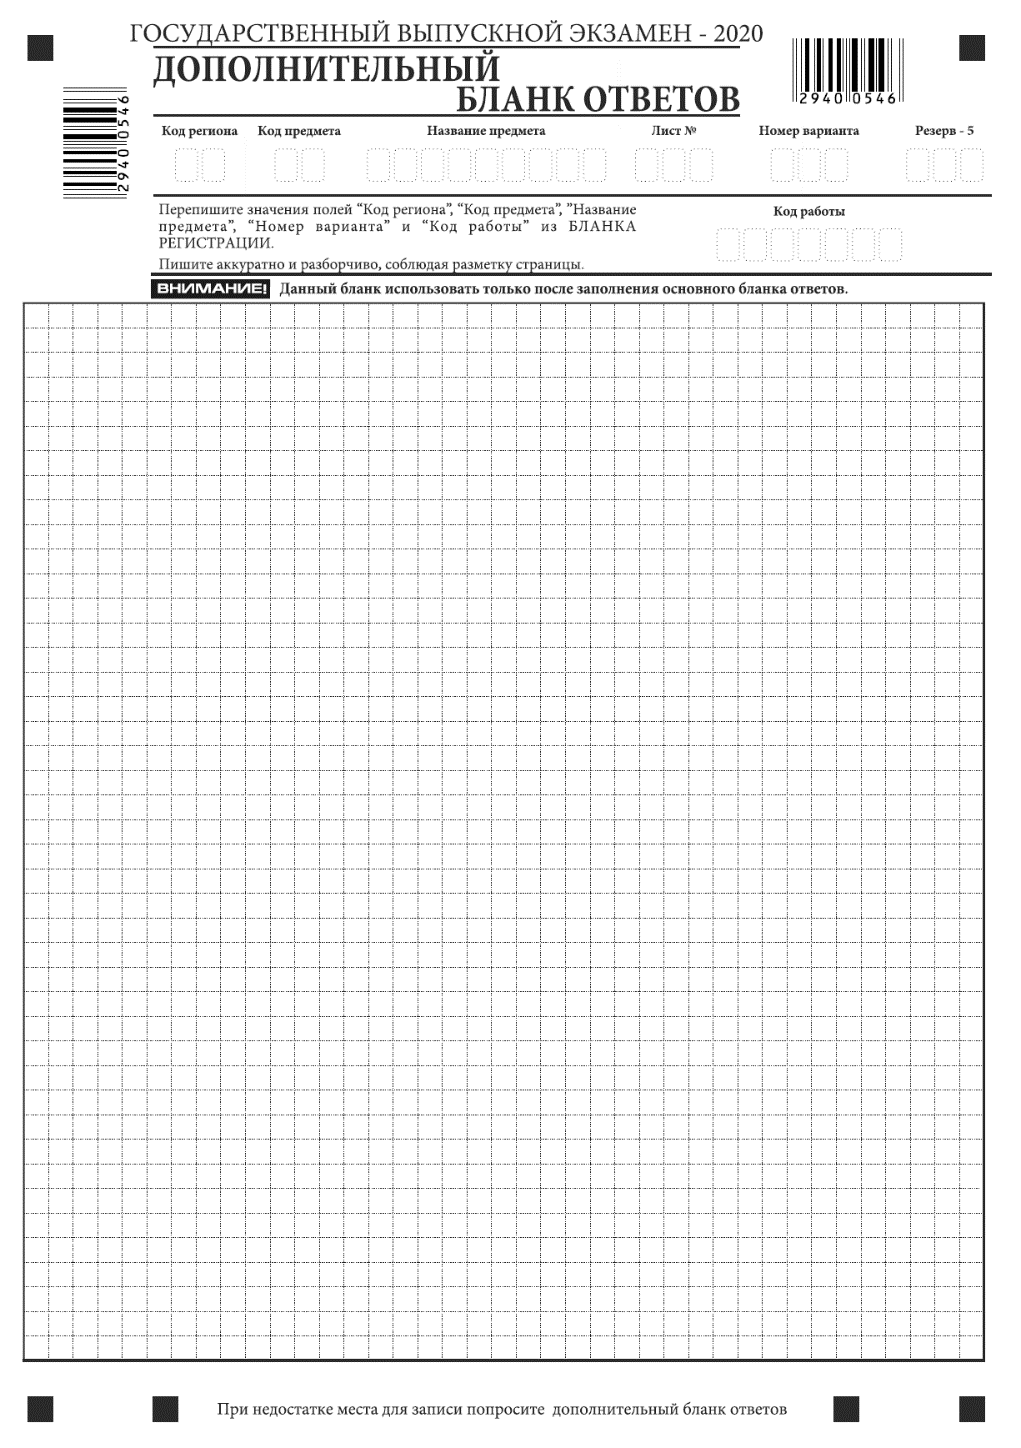 ГОСУДАРСТВЕННЫЙ ВЫПУСКНОЙ ЭКЗАМЕН - 2020
ДОПОЛНИТЕЛЬНЫЙ
БЛАНК ОТВЕТОВ
2940 0546
2940 0546
Код региона Код предмета Название предмета Лист № Номер варианта Резерв - 5
Перепишите значения полей “Код региона”, “Код предмета”, ”Название
предмета”, “Номер варианта” и “Код работы” из БЛАНКА
РЕГИСТРАЦИИ.
Пишите аккуратно и разборчиво, соблюдая разметку страницы.
Код работы
ВНИМАНИЕ! Данный бланк использовать только после заполнения основного бланка ответов.
При недостатке места для записи попросите дополнительный бланк ответов